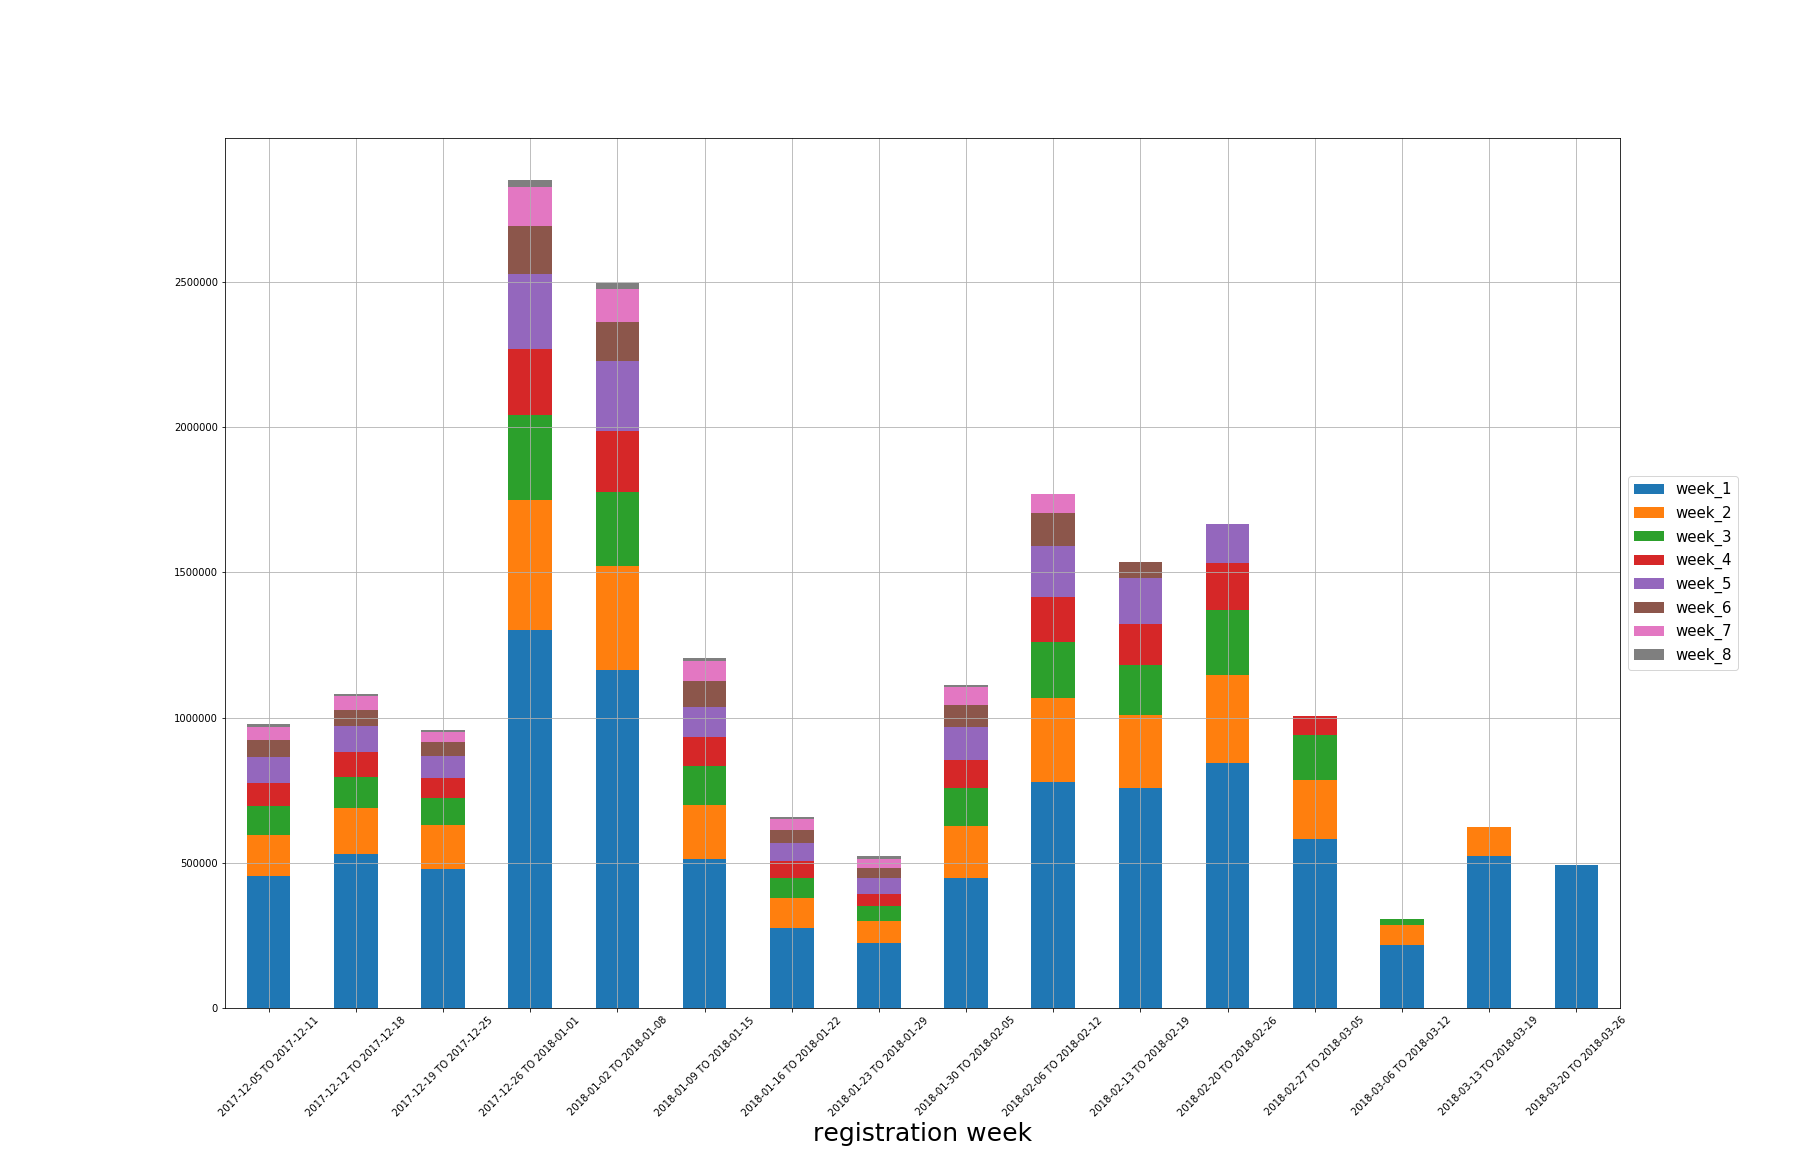 2500000
2000000
1500000
1000000
500000
0
2017-12-05 TO 2017-12-11
2017-12-12 TO 2017-12-18
2017-12-19 TO 2017-12-25
2017-12-26 TO 2018-01-01
2018-01-02 TO 2018-01-08
2018-01-09 TO 2018-01-15
2018-01-16 TO 2018-01-22
2018-01-23 TO 2018-01-29
2018-01-30 TO 2018-02-05
2018-02-06 TO 2018-02-12
2018-02-13 TO 2018-02-19
2018-02-20 TO 2018-02-26
2018-02-27 TO 2018-03-05
2018-03-06 TO 2018-03-12
2018-03-13 TO 2018-03-19
2018-03-20 TO 2018-03-26
registration week
week_1
week_2
week_3
week_4
week_5
week_6
week_7
week_8